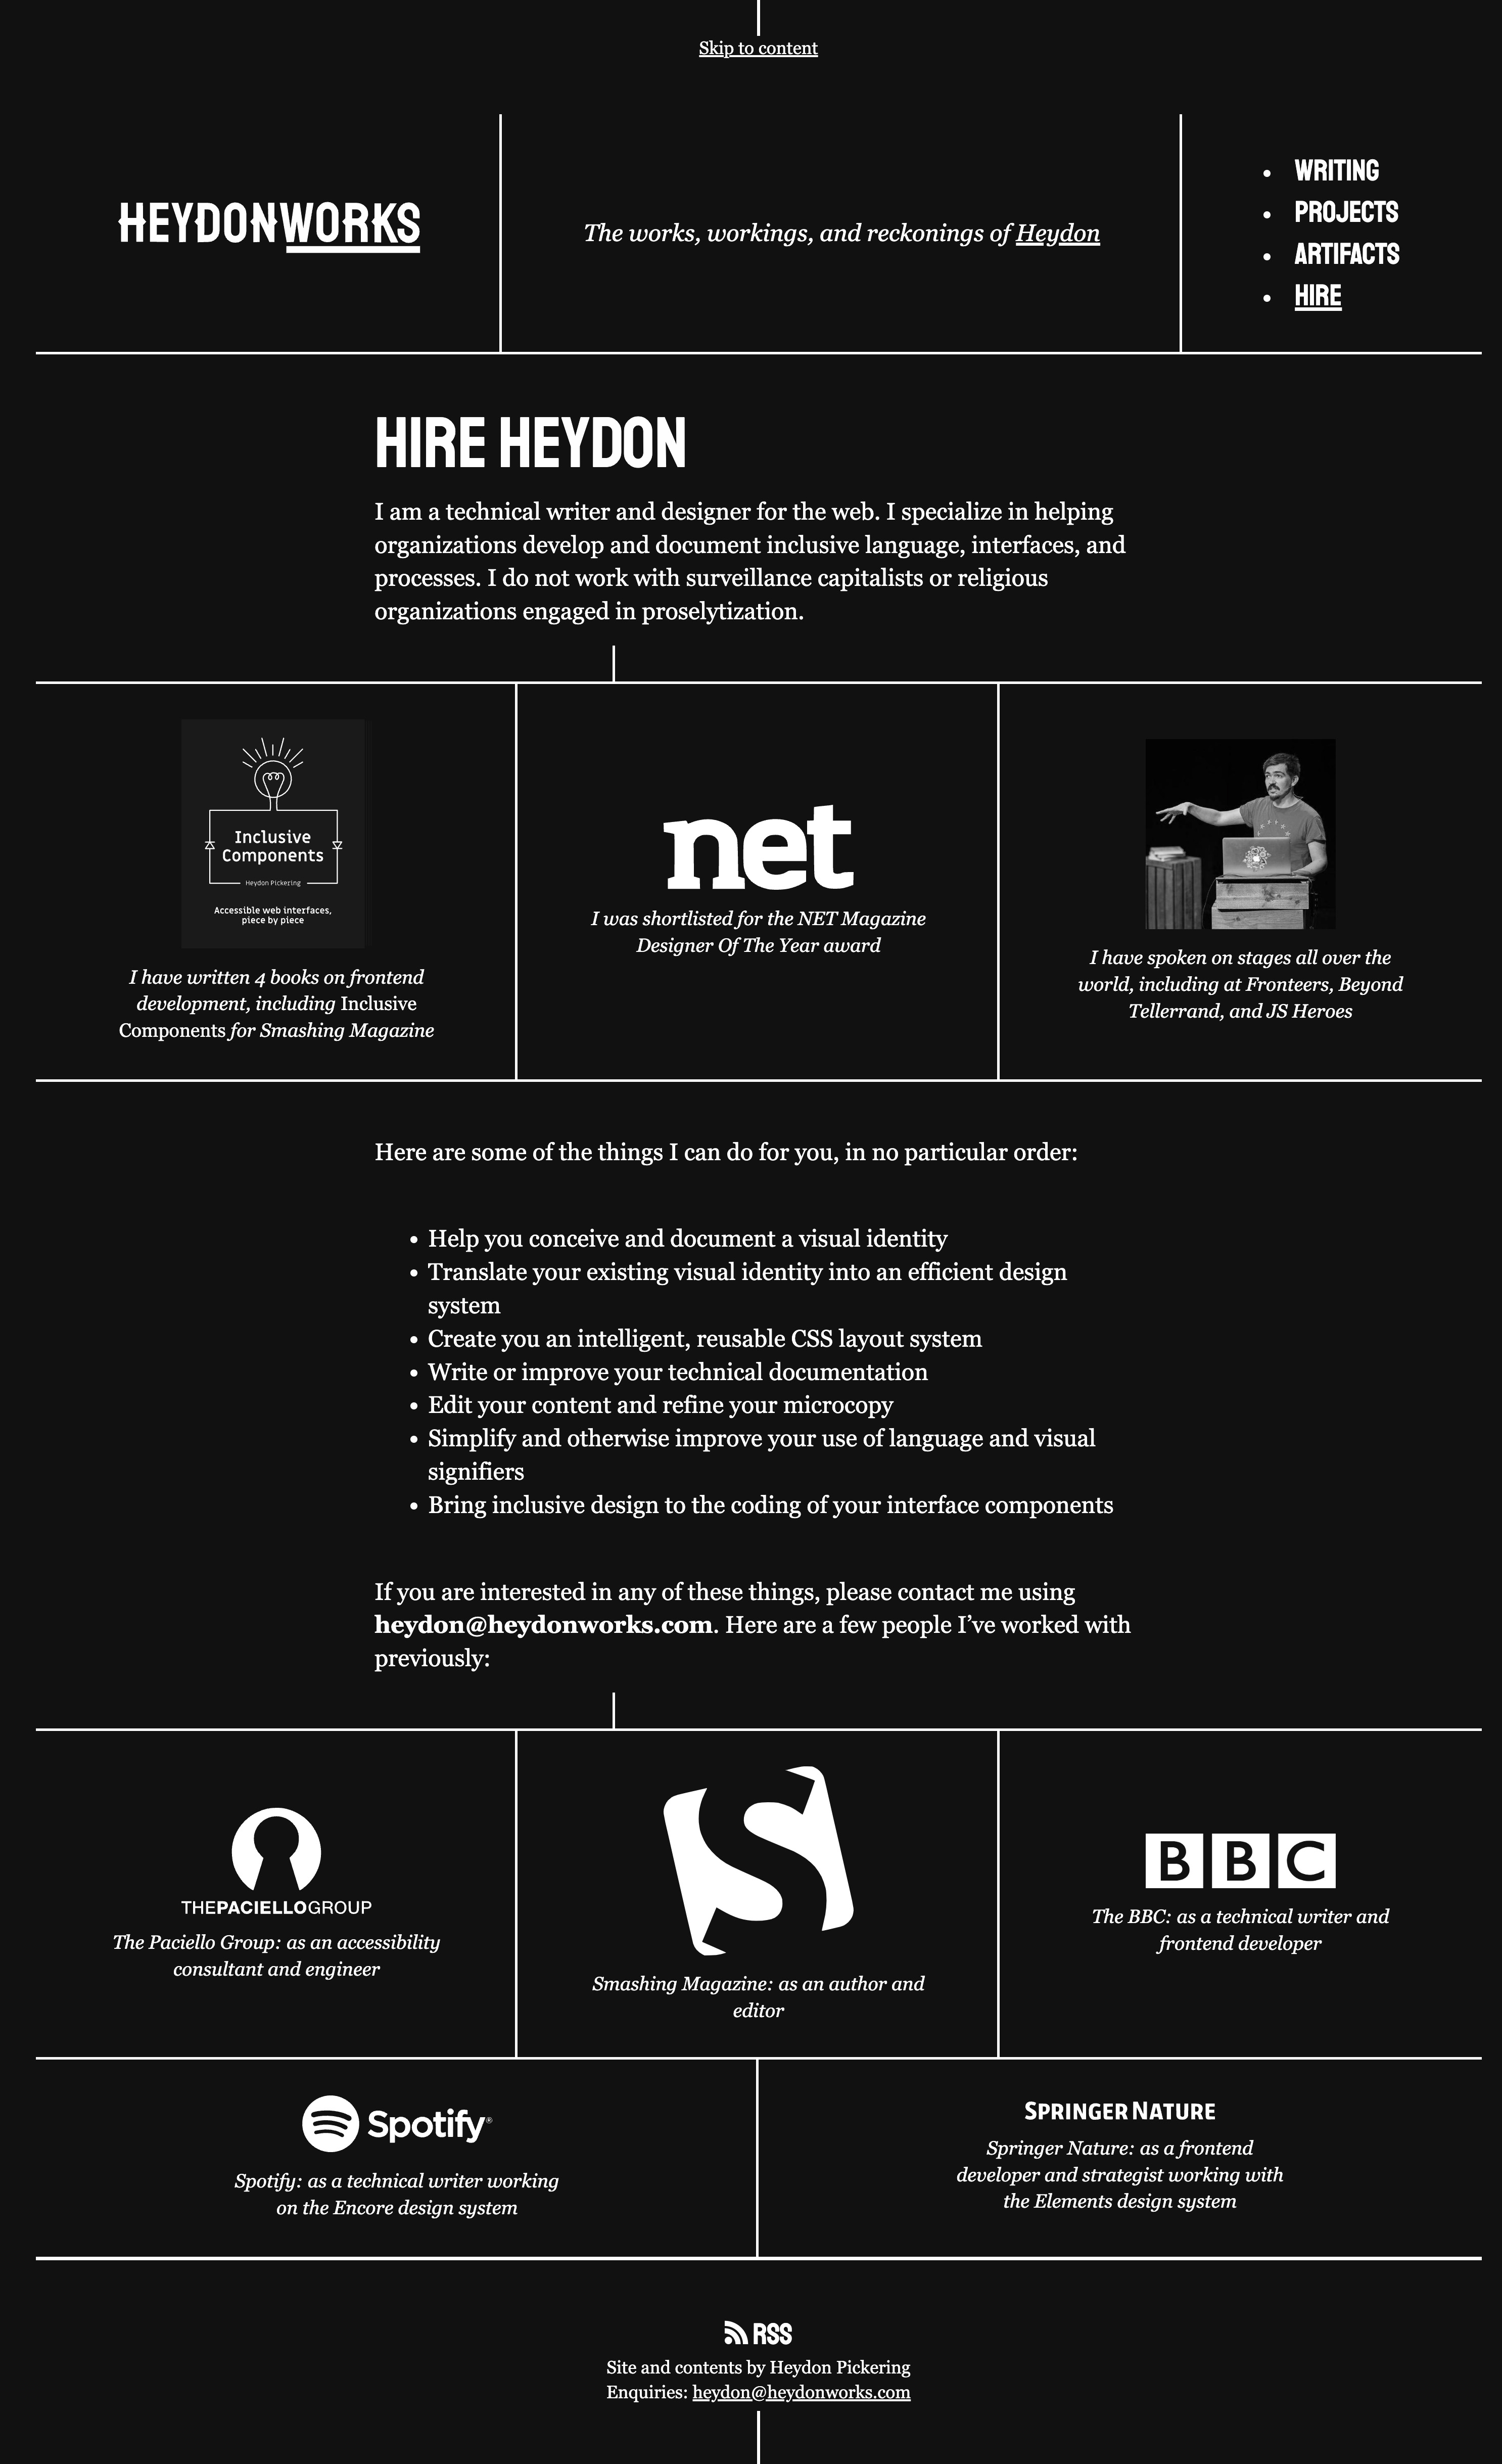 Skip to content
HEYDONWORKS
The works, workings, and reckonings of Heydon
WRITING
PROJECTS
ARTIFACTS
HIRE
HIRE HEYDON
I am a technical writer and designer for the web. I specialize in helping
organizations develop and document inclusive language, interfaces, and
processes. I do not work with surveillance capitalists or religious
organizations engaged in proselytization.
Inclusive
Components
Heydon Pickering
Accessible web interfaces,
piece by piece
I have written 4 books on frontend
development, including Inclusive
Components for Smashing Magazine
net
I was shortlisted for the NET Magazine
Designer Of The Year award
I have spoken on stages all over the
world, including at Fronteers, Beyond
Tellerrand, and JS Heroes
Here are some of the things I can do for you, in no particular order:
• Help you conceive and document a visual identity
• Translate your existing visual identity into an efficient design
system
• Create you an intelligent, reusable CSS layout system
• Write or improve your technical documentation
• Edit your content and refine your microcopy
• Simplify and otherwise improve your use of language and visual
signifiers
• Bring inclusive design to the coding of your interface components
If you are interested in any of these things, please contact me using
heydon@heydonworks.com. Here are a few people I’ve worked with
previously:
THEPACIELLOGROUP
The Paciello Group: as an accessibility
consultant and engineer
S
Smashing Magazine: as an author and
editor
BBC
The BBC: as a technical writer and
frontend developer
Spotify®
Spotify: as a technical writer working
on the Encore design system
SPRINGER NATURE
Springer Nature: as a frontend
developer and strategist working with
the Elements design system
RSS
Site and contents by Heydon Pickering
Enquiries: heydon@heydonworks.com